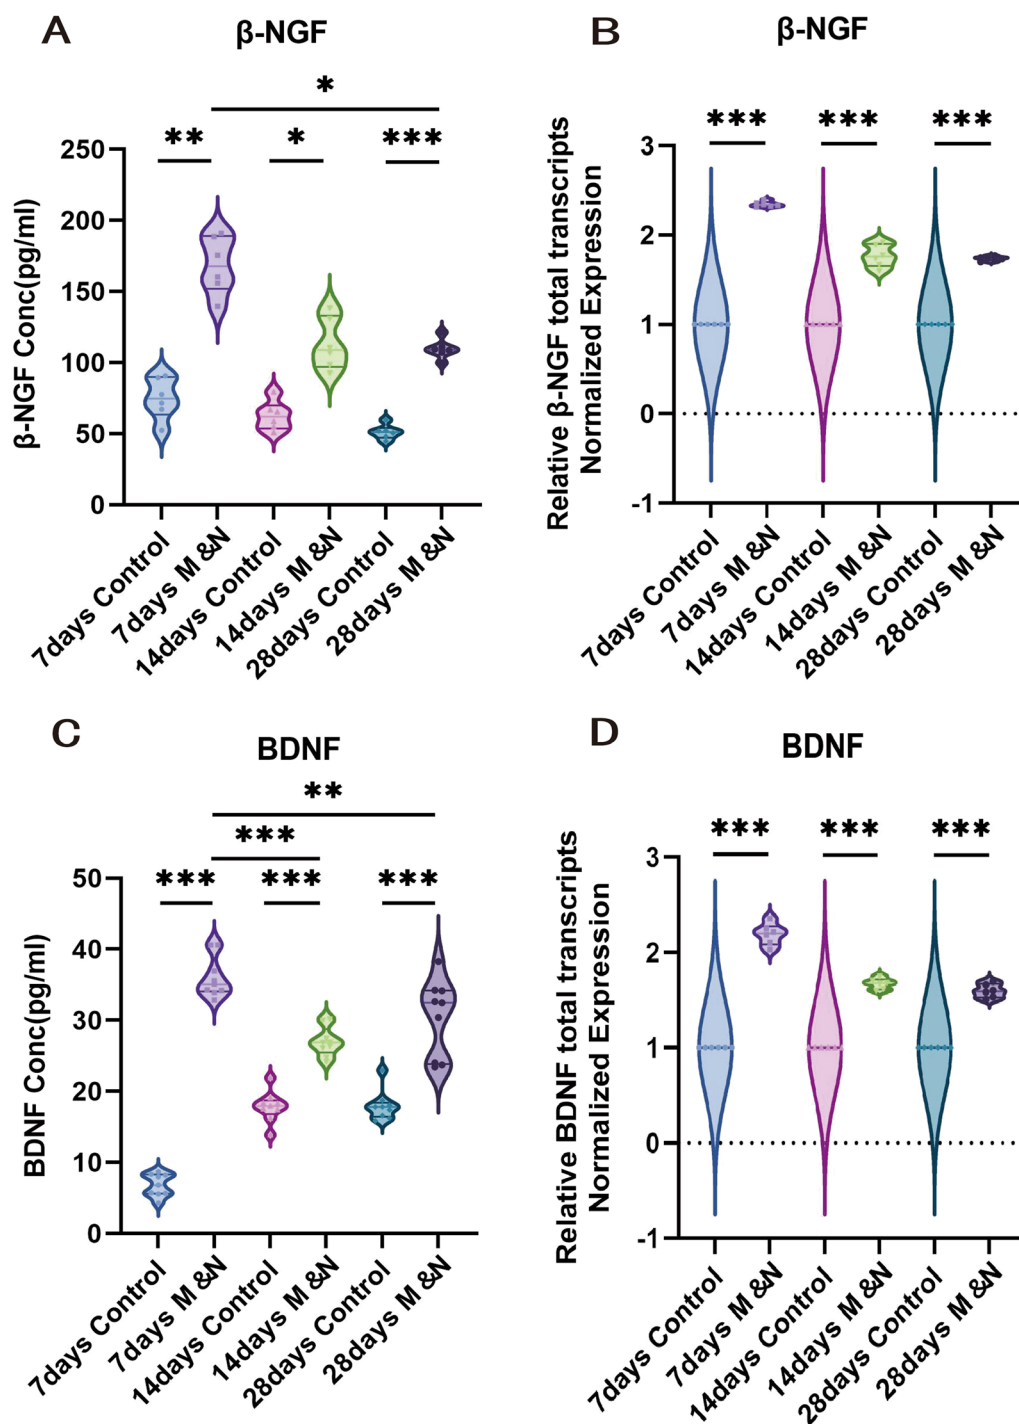 A
β-NGF
*
** * ***
β-NGF Conc(pg/ml)
250
200
150
100
50
0
7days Control
7days M &N
14days Control
14days M &N
28days Control
28days M &N
B
β-NGF
*** *** ***
Relative β-NGF total transcripts
Normalized Expression
3
2
1
0
-1
7days Control
7days M &N
14days Control
14days M &N
28days Control
28days M &N
C
BDNF
**
***
*** *** ***
BDNF Conc(pg/ml)
50
40
30
20
10
0
7days Control
7days M &N
14days Control
14days M &N
28days Control
28days M &N
D
BDNF
*** *** ***
Relative BDNF total transcripts
Normalized Expression
3
2
1
0
-1
7days Control
7days M &N
14days Control
14days M &N
28days Control
28days M &N